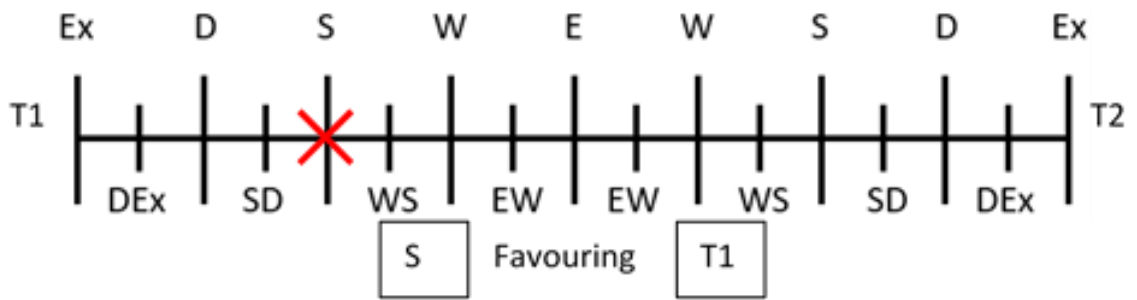 Ex D S W E W S D Ex
T1 T2
DEx SD WS EW EW WS SD DEx
S Favouring T1